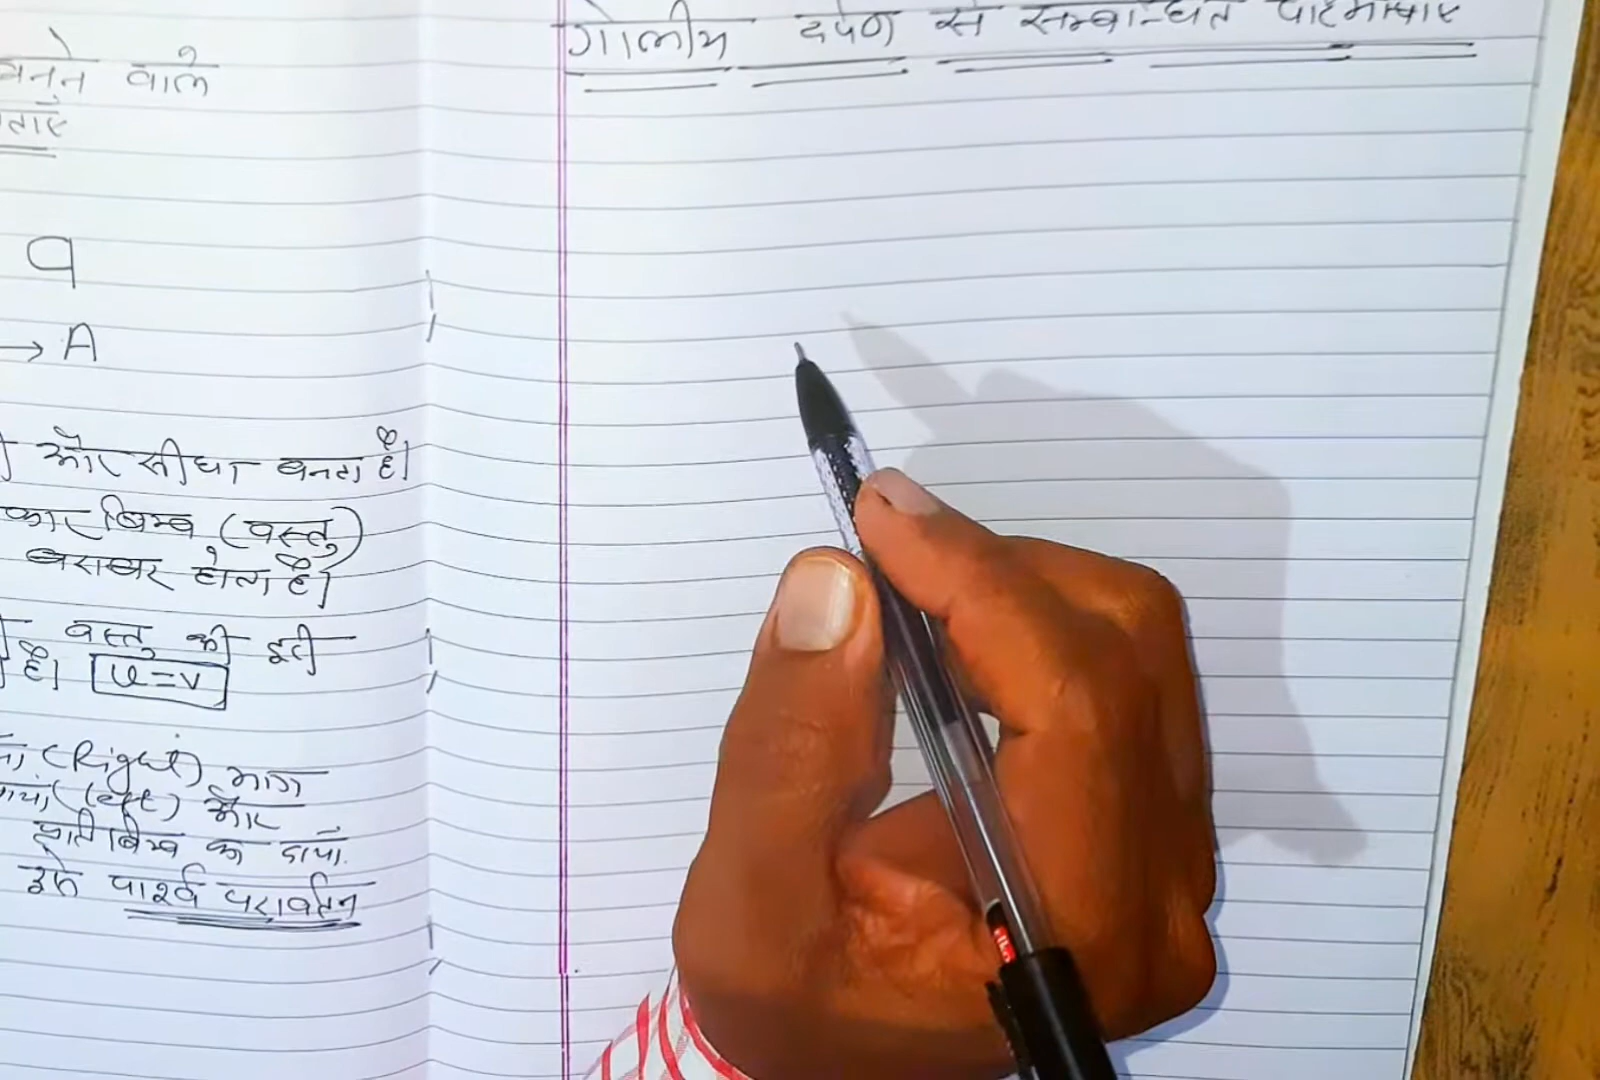 बनने वाले
ताएँ
q
→ A
और सीधा बनता है।
कार बिम्ब (वस्तु)
बराबर होता है।
वस्तु की दूरी
है। u=v
(Right) भाग
(left) और
प्रतिबिम्ब का दायाँ
इसे पार्श्व परावर्तन
गोलीय दर्पण से सम्बन्धित परिभाषाएँ